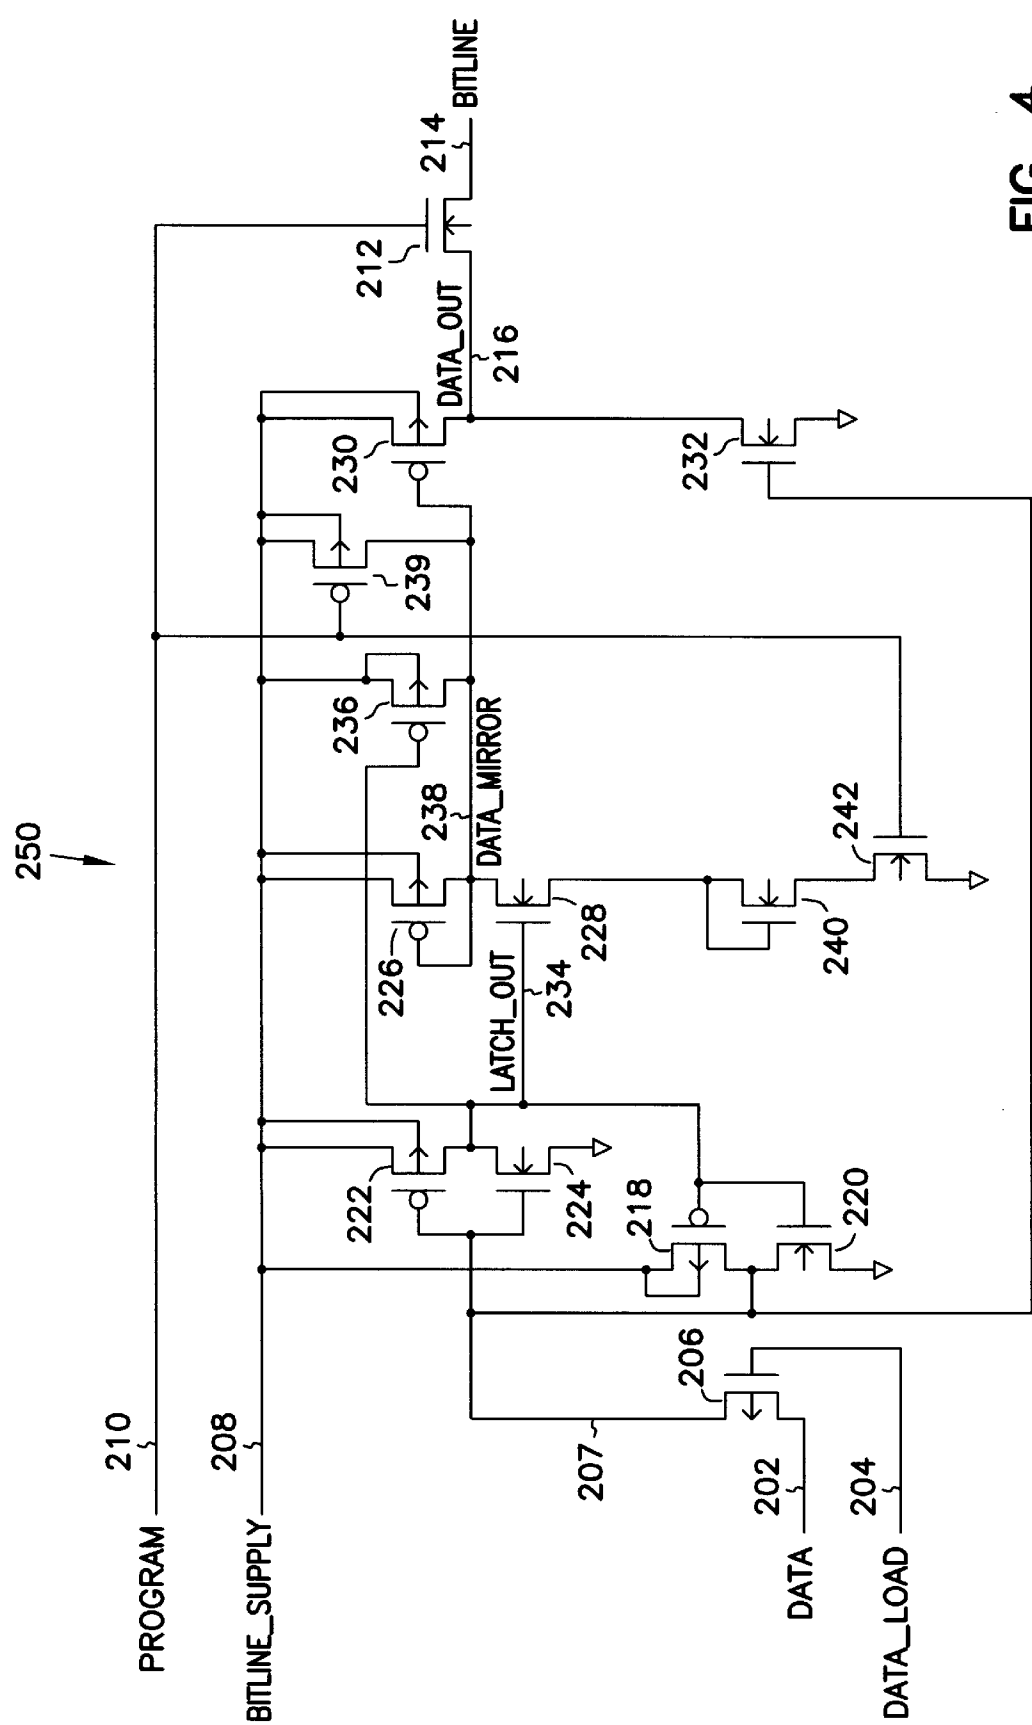 250
PROGRAM
210
BITLINE_SUPPLY
208
BITLINE
214
212
DATA_OUT
216
230
239
236
DATA_MIRROR
238
226
228
LATCH_OUT
234
222
224
218
220
240
242
232
206
207
DATA
202
DATA_LOAD
204
FIG. 4